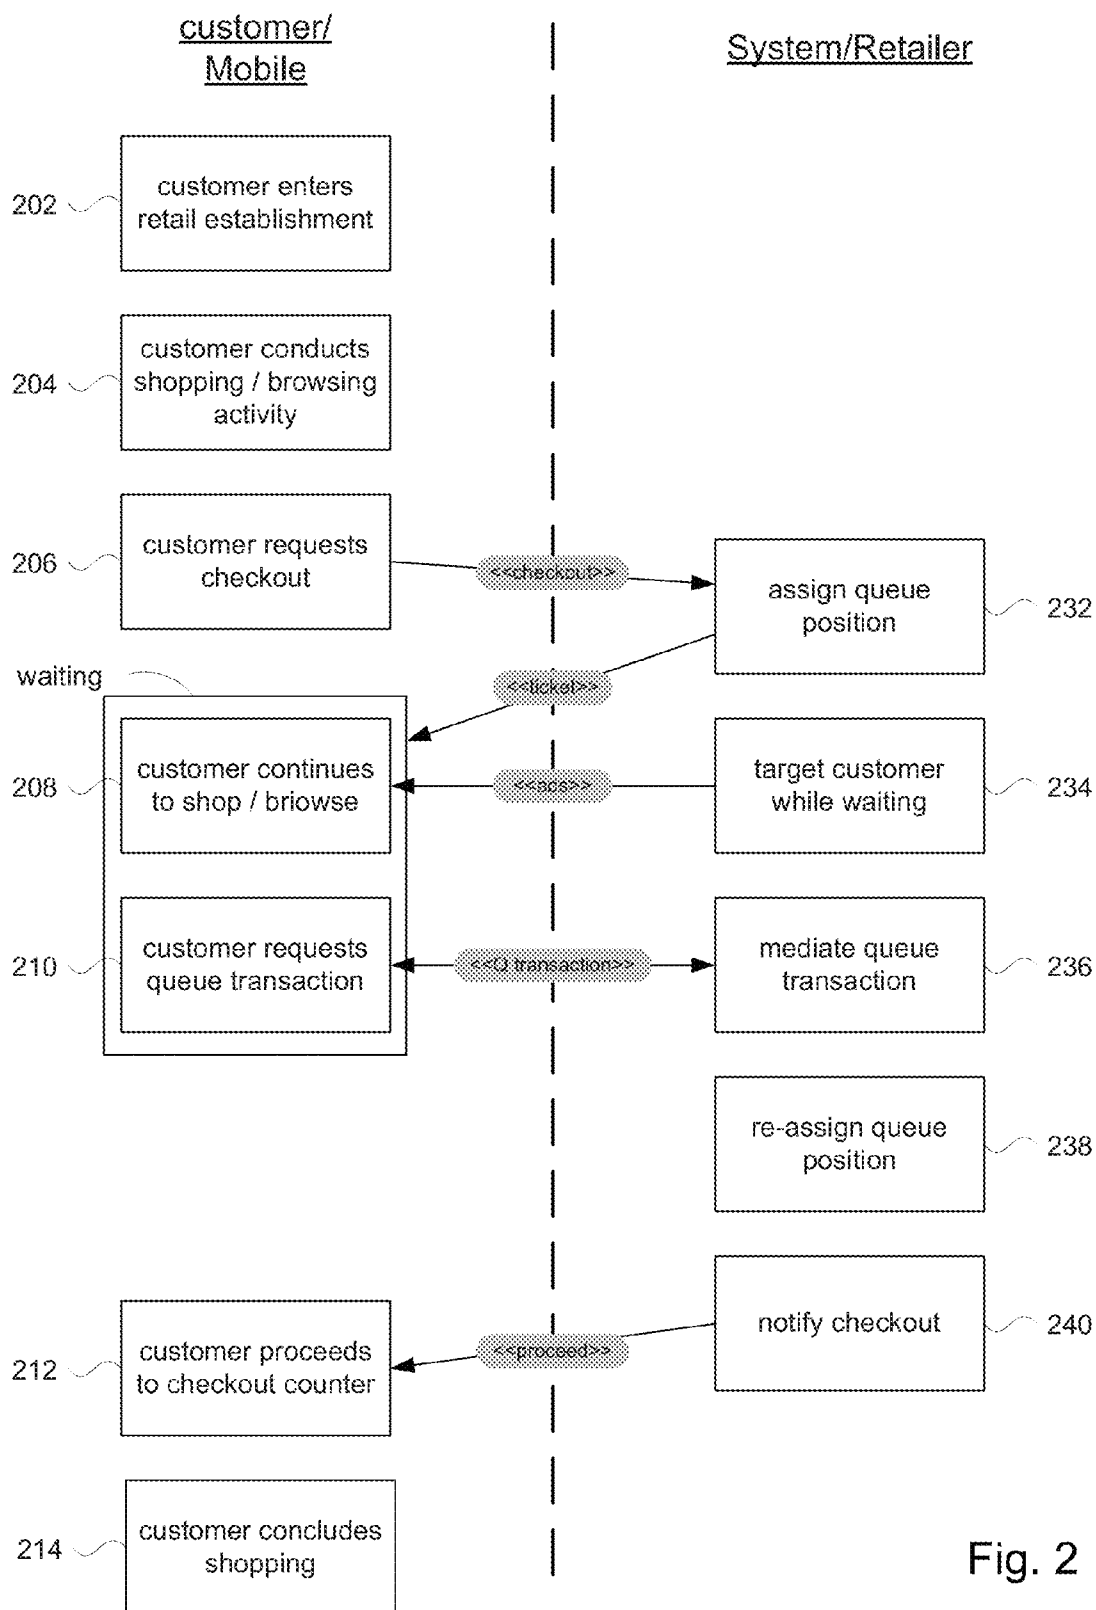 customer/
Mobile
System/Retailer
202
customer enters
retail establishment
204
customer conducts
shopping / browsing
activity
206
customer requests
checkout
<<checkout>>
assign queue
position
232
waiting
<<ticket>>
208
customer continues
to shop / briowse
<<ads>>
target customer
while waiting
234
210
customer requests
queue transaction
<<Q transaction>>
mediate queue
transaction
236
re-assign queue
position
238
notify checkout
240
212
customer proceeds
to checkout counter
<<proceed>>
214
customer concludes
shopping
Fig. 2